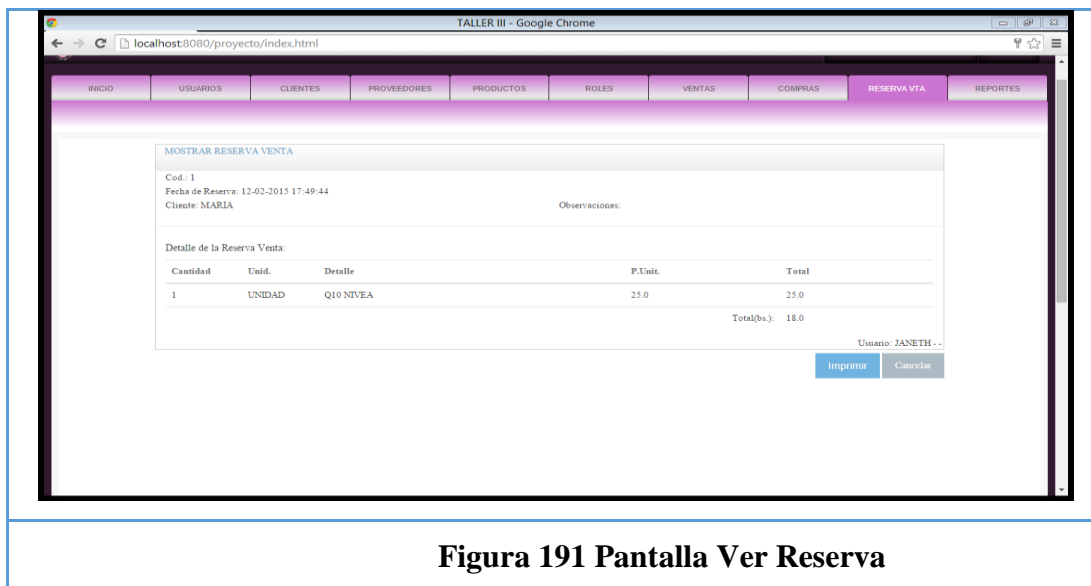 TALLER III - Google Chrome
localhost:8080/proyecto/index.html
INICIO USUARIOS CLIENTES PROVEEDORES PRODUCTOS ROLES VENTAS COMPRAS RESERVA VTA. REPORTES
MOSTRAR RESERVA VENTA
Cod.: 1
Fecha de Reserva: 12-02-2015 17:49:44
Cliente: MARIA Observaciones:
Detalle de la Reserva Venta:
Cantidad Unid. Detalle P.Unit. Total
1 UNIDAD Q10 NIVEA 25.0 25.0
Total(bs.): 18.0
Usuario: JANETH - -
Imprimir Cancelar
Figura 191 Pantalla Ver Reserva